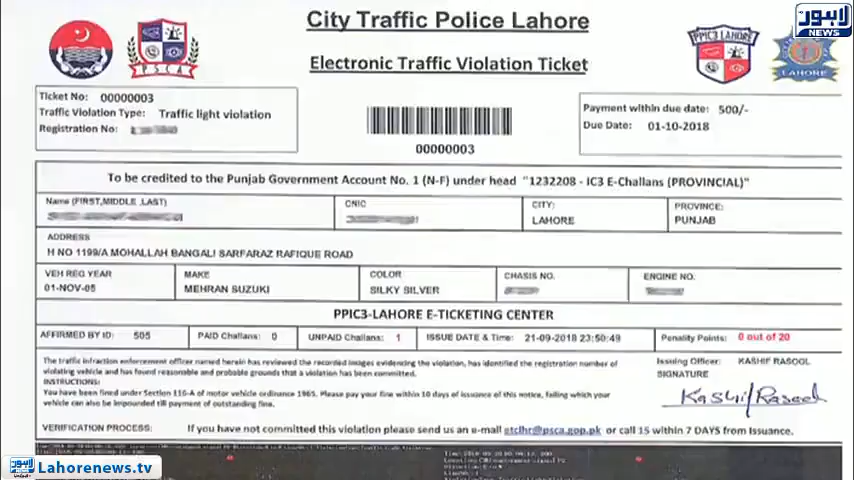 City Traffic Police Lahore
Electronic Traffic Violation Ticket
PSCA
PPIC3 LAHORE
LAHORE
لاہور
NEWS
Ticket No: 00000003
Traffic Violation Type: Traffic light violation
Registration No:
00000003
Payment within due date: 500/-
Due Date: 01-10-2018
To be credited to the Punjab Government Account No. 1 (N-F) under head "1232208 - IC3 E-Challans (PROVINCIAL)"
Name (FIRST,MIDDLE,LAST)
CNIC
CITY:
LAHORE
PROVINCE:
PUNJAB
ADDRESS
H NO 1199/A MOHALLAH BANGALI SARFARAZ RAFIQUE ROAD
VEH REG YEAR
01-NOV-05
MAKE
MEHRAN SUZUKI
COLOR
SILKY SILVER
CHASIS NO.
ENGINE NO.
PPIC3-LAHORE E-TICKETING CENTER
AFFIRMED BY ID: 505
PAID Challans: 0
UNPAID Challans: 1
ISSUE DATE & Time: 21-09-2018 23:50:49
Penality Points: 0 out of 20
The traffic infraction enforcement officer named herein has reviewed the recorded images evidencing the violation, has identified the registration number of
violating vehicle and has found reasonable and probable grounds that a violation has been committed.
INSTRUCTIONS:
You have been fined under Section 116-A of motor vehicle ordinance 1965. Please pay your fine within 10 days of issuance of this notice, failing which your
vehicle can also be impounded till payment of outstanding fine.
Issuing Officer: KASHIF RASOOL
SIGNATURE
Kashif Rasool
VERIFICATION PROCESS: If you have not committed this violation please send us an e-mail etclhr@psca.gop.pk or call 15 within 7 DAYS from Issuance.
لاہور
Lahorenews.tv